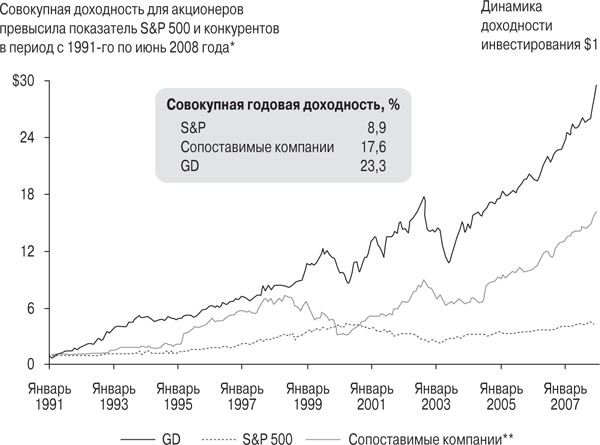 Совокупная доходность для акционеров
превысила показатель S&P 500 и конкурентов
в период с 1991-го по июнь 2008 года*
Динамика
доходности
инвестирования $1
$30
24
18
12
6
0
Совокупная годовая доходность, %
S&P 8,9
Сопоставимые компании 17,6
GD 23,3
Январь Январь Январь Январь Январь Январь Январь Январь Январь
1991 1993 1995 1997 1999 2001 2003 2005 2007
GD S&P 500 Сопоставимые компании**